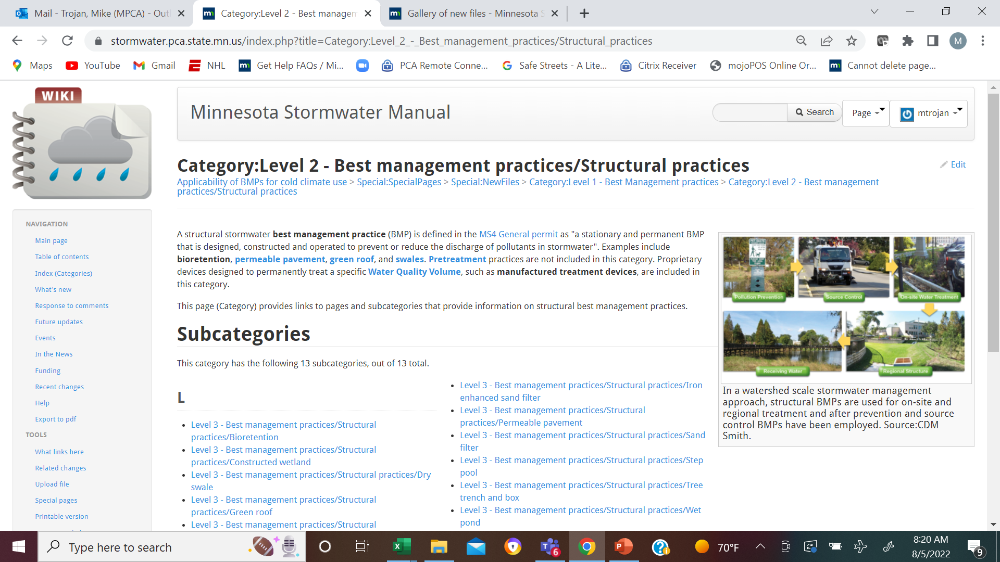 Mail - Trojan, Mike (MPCA) - Outl
Category:Level 2 - Best managem
Gallery of new files - Minnesota S
stormwater.pca.state.mn.us/index.php?title=Category:Level_2_-_Best_management_practices/Structural_practices
M
Maps
YouTube
Gmail
NHL
m Get Help FAQs / Mi...
PCA Remote Conne...
Safe Streets - A Lite...
Citrix Receiver
mojoPOS Online Or...
m Cannot delete page...
WIKI
Minnesota Stormwater Manual
Search
Page
mtrojan
Category:Level 2 - Best management practices/Structural practices
Edit
Applicability of BMPs for cold climate use > Special:SpecialPages > Special:NewFiles > Category:Level 1 - Best Management practices > Category:Level 2 - Best management
practices/Structural practices
NAVIGATION
Main page
Table of contents
Index (Categories)
What's new
Response to comments
Future updates
Events
In the News
Funding
Recent changes
Help
Export to pdf
TOOLS
What links here
Related changes
Upload file
Special pages
Printable version
A structural stormwater best management practice (BMP) is defined in the MS4 General permit as "a stationary and permanent BMP
that is designed, constructed and operated to prevent or reduce the discharge of pollutants in stormwater". Examples include
bioretention, permeable pavement, green roof, and swales. Pretreatment practices are not included in this category. Proprietary
devices designed to permanently treat a specific Water Quality Volume, such as manufactured treatment devices, are included in
this category.
This page (Category) provides links to pages and subcategories that provide information on structural best management practices.
Subcategories
This category has the following 13 subcategories, out of 13 total.
L
Level 3 - Best management practices/Structural
practices/Bioretention
Level 3 - Best management practices/Structural
practices/Constructed wetland
Level 3 - Best management practices/Structural practices/Dry
swale
Level 3 - Best management practices/Structural
practices/Green roof
Level 3 - Best management practices/Structural
Level 3 - Best management practices/Structural practices/Iron
enhanced sand filter
Level 3 - Best management practices/Structural
practices/Permeable pavement
Level 3 - Best management practices/Structural practices/Sand
filter
Level 3 - Best management practices/Structural practices/Step
pool
Level 3 - Best management practices/Structural practices/Tree
trench and box
Level 3 - Best management practices/Structural practices/Wet
pond
Pollution Prevention
Source Control
On-site Water Treatment
Receiving Water
Regional Structure
In a watershed scale stormwater management
approach, structural BMPs are used for on-site and
regional treatment and after prevention and source
control BMPs have been employed. Source:CDM
Smith.
Type here to search
6
70°F
8:20 AM
8/5/2022
9